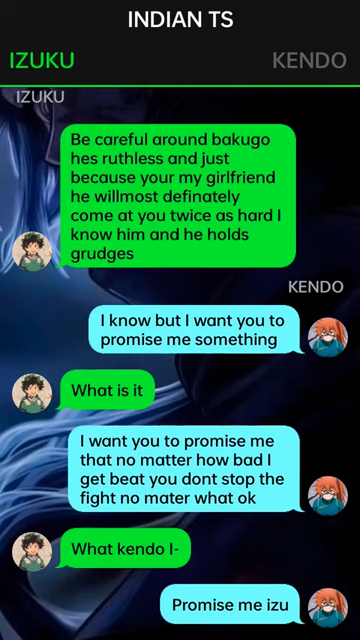 INDIAN TS
IZUKU KENDO
IZUKU
Be careful around bakugo
hes ruthless and just
because your my girlfriend
he willmost definately
come at you twice as hard I
know him and he holds
grudges
KENDO
I know but I want you to
promise me something
What is it
I want you to promise me
that no matter how bad I
get beat you dont stop the
fight no mater what ok
What kendo I-
Promise me izu